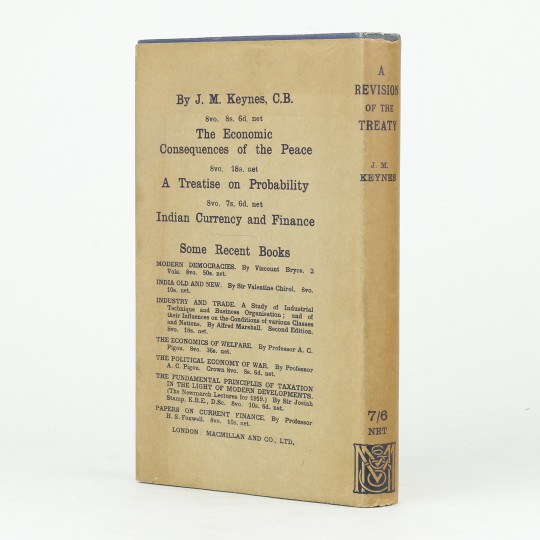 By J. M. Keynes, C.B.
8vo. 8s. 6d. net
The Economic
Consequences of the Peace
8vo. 18s. net
A Treatise on Probability
8vo. 7s. 6d. net
Indian Currency and Finance
Some Recent Books
MODERN DEMOCRACIES. By Viscount Bryce. 2
Vols. 8vo. 50s. net.
INDIA OLD AND NEW. By Sir Valentine Chirol. 8vo.
10s. net.
INDUSTRY AND TRADE. A Study of Industrial
Technique and Business Organisation; and of
their Influences on the Conditions of various Classes
and Nations. By Alfred Marshall. Second Edition.
8vo. 18s. net.
THE ECONOMICS OF WELFARE. By Professor A. C.
Pigou. 8vo. 36s. net.
THE POLITICAL ECONOMY OF WAR. By Professor
A. C. Pigou. Crown 8vo. 8s. 6d. net.
THE FUNDAMENTAL PRINCIPLES OF TAXATION
IN THE LIGHT OF MODERN DEVELOPMENTS.
(The Newmarch Lectures for 1919.) By Sir Josiah
Stamp, K.B.E., D.Sc. 8vo. 10s. 6d. net.
PAPERS ON CURRENT FINANCE. By Professor
H. S. Foxwell. 8vo. 10s. net.
LONDON: MACMILLAN AND CO., LTD.
A
REVISION
OF THE
TREATY
J. M.
KEYNES
7/6
NET